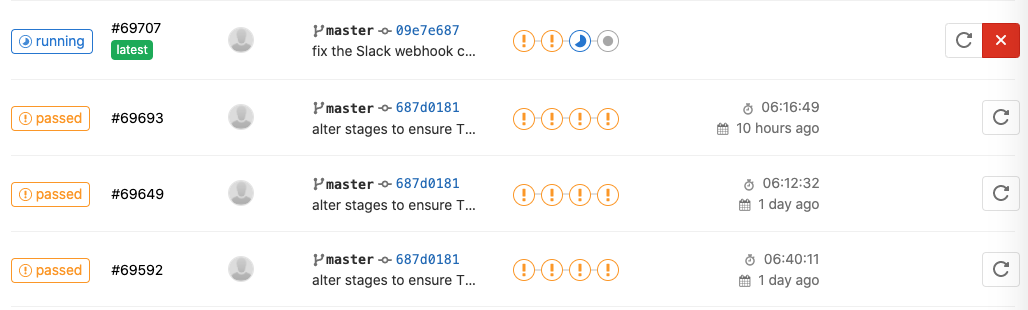 running #69707 master 09e7e687
latest fix the Slack webhook c...
passed #69693 master 687d0181 06:16:49
alter stages to ensure T... 10 hours ago
passed #69649 master 687d0181 06:12:32
alter stages to ensure T... 1 day ago
passed #69592 master 687d0181 06:40:11
alter stages to ensure T... 1 day ago